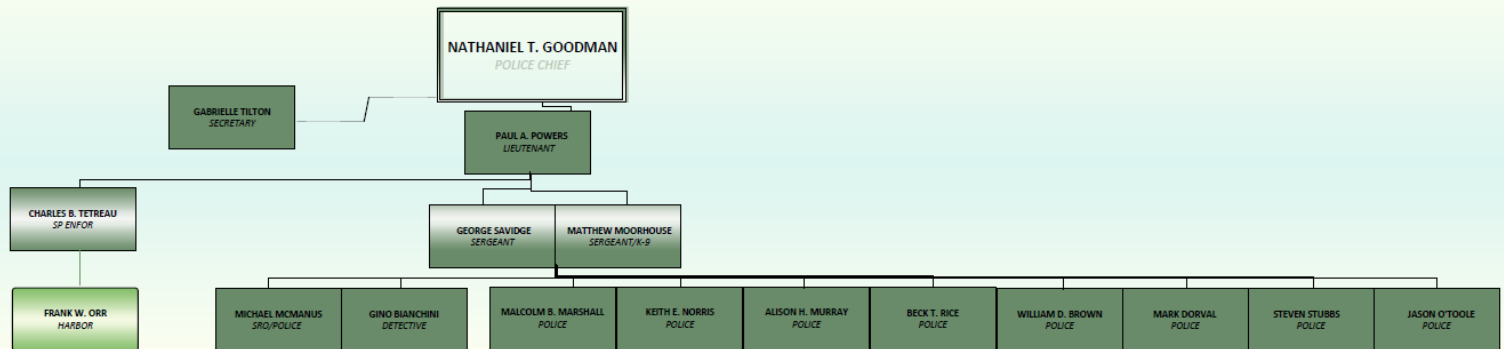 NATHANIEL T. GOODMAN
POLICE CHIEF
GABRIELLE TILTON
SECRETARY
PAUL A. POWERS
LIEUTENANT
CHARLES B. TETREAU
SP ENFOR
GEORGE SAVIDGE
SERGEANT
MATTHEW MOORHOUSE
SERGEANT/K-9
FRANK W. ORR
HARBOR
MICHAEL MCMANUS
SRO/POLICE
GINO BIANCHINI
DETECTIVE
MALCOLM B. MARSHALL
POLICE
KEITH E. NORRIS
POLICE
ALISON H. MURRAY
POLICE
BECK T. RICE
POLICE
WILLIAM D. BROWN
POLICE
MARK DORVAL
POLICE
STEVEN STUBBS
POLICE
JASON O'TOOLE
POLICE